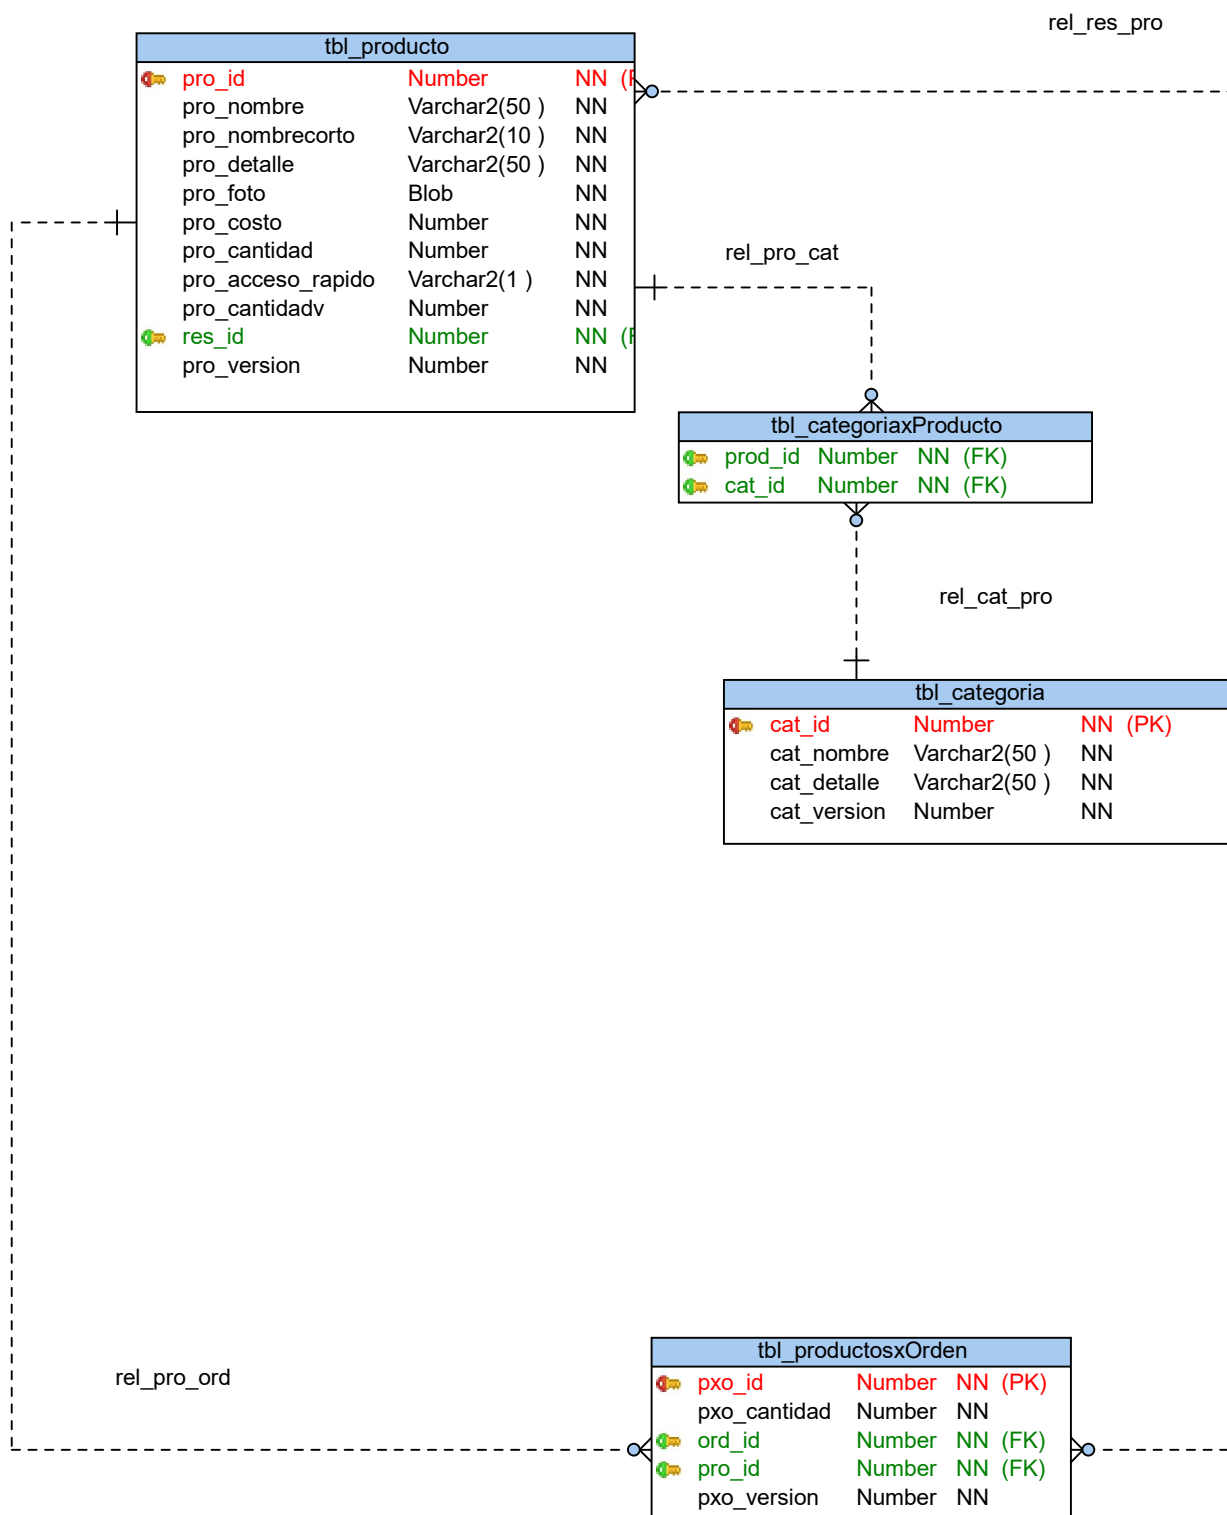 rel_res_pro
tbl_producto
pro_id Number NN (
pro_nombre Varchar2(50 ) NN
pro_nombrecorto Varchar2(10 ) NN
pro_detalle Varchar2(50 ) NN
pro_foto Blob NN
pro_costo Number NN
pro_cantidad Number NN
pro_acceso_rapido Varchar2(1 ) NN
pro_cantidadv Number NN
res_id Number NN (
pro_version Number NN
rel_pro_cat
tbl_categoriaxProducto
prod_id Number NN (FK)
cat_id Number NN (FK)
rel_cat_pro
tbl_categoria
cat_id Number NN (PK)
cat_nombre Varchar2(50 ) NN
cat_detalle Varchar2(50 ) NN
cat_version Number NN
rel_pro_ord
tbl_productosxOrden
pxo_id Number NN (PK)
pxo_cantidad Number NN
ord_id Number NN (FK)
pro_id Number NN (FK)
pxo_version Number NN